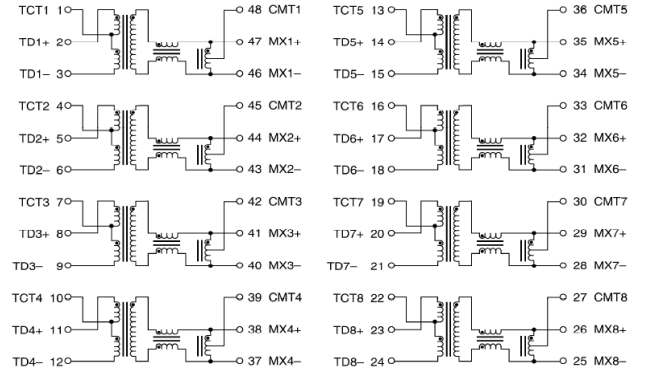 TCT1 1 48 CMT1 TCT5 13 36 CMT5
TD1+ 2 47 MX1+ TD5+ 14 35 MX5+
TD1− 3 46 MX1− TD5− 15 34 MX5−
TCT2 4 45 CMT2 TCT6 16 33 CMT6
TD2+ 5 44 MX2+ TD6+ 17 32 MX6+
TD2− 6 43 MX2− TD6− 18 31 MX6−
TCT3 7 42 CMT3 TCT7 19 30 CMT7
TD3+ 8 41 MX3+ TD7+ 20 29 MX7+
TD3− 9 40 MX3− TD7− 21 28 MX7−
TCT4 10 39 CMT4 TCT8 22 27 CMT8
TD4+ 11 38 MX4+ TD8+ 23 26 MX8+
TD4− 12 37 MX4− TD8− 24 25 MX8−